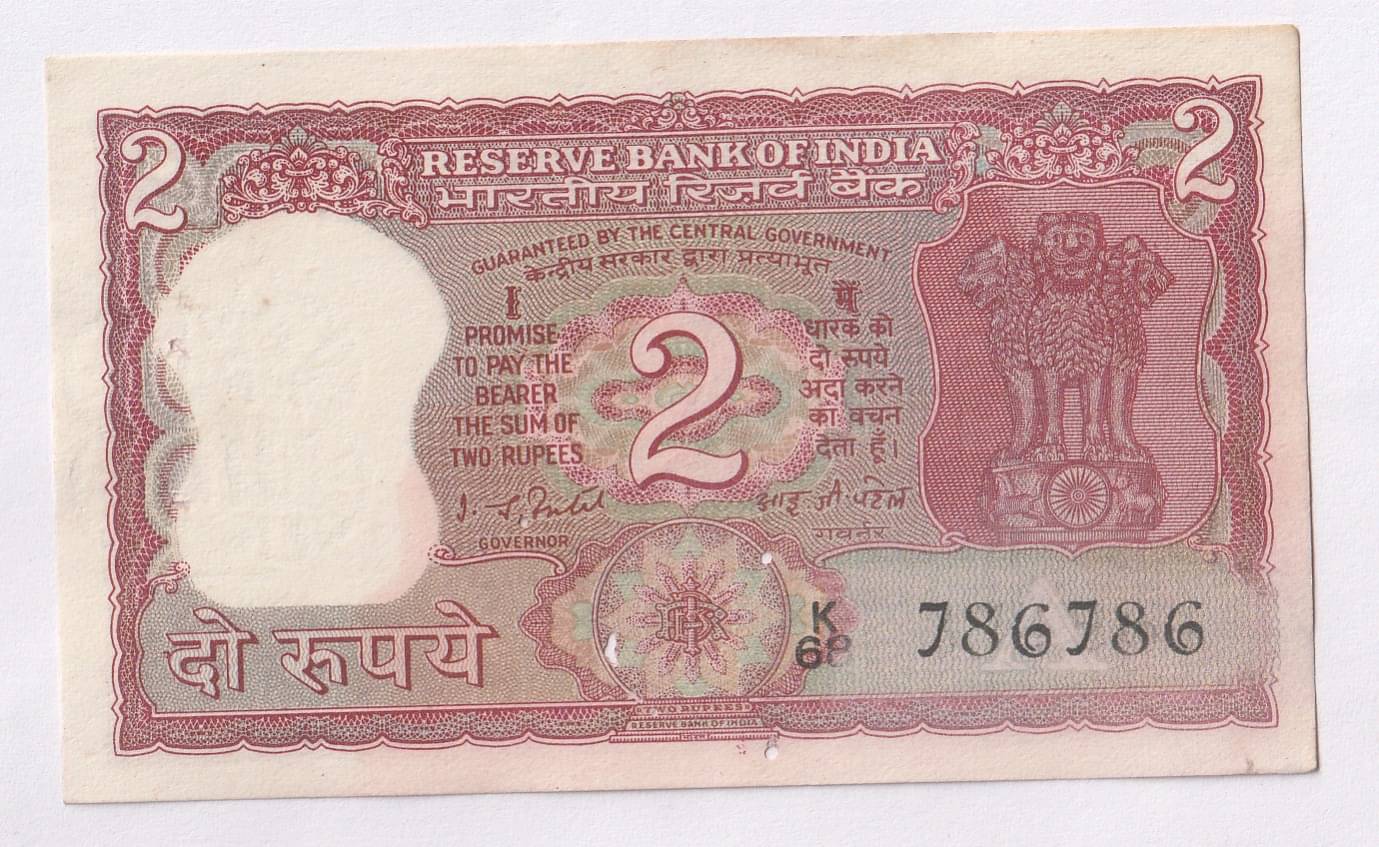 2
2
RESERVE BANK OF INDIA
भारतीय रिज़र्व बैंक
GUARANTEED BY THE CENTRAL GOVERNMENT
केन्द्रीय सरकार द्वारा प्रत्याभूत
I
PROMISE
TO PAY THE
BEARER
THE SUM OF
TWO RUPEES
2
मैं
धारक को
दो रुपये
अदा करने
का वचन
देता हूँ।
GOVERNOR
आइ. जी. पटेल
गवर्नर
दो रूपये
K
68
786786
A
TWO RUPEES
RESERVE BANK OF INDIA